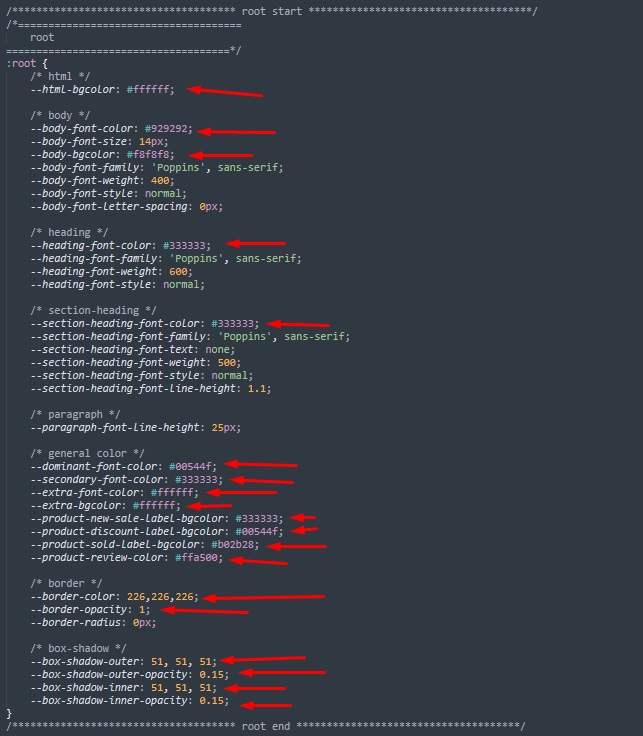 /************************************* root start *************************************/
/*=====================================
root
=====================================*/
:root {
/* html */
--html-bgcolor: #ffffff;
/* body */
--body-font-color: #929292;
--body-font-size: 14px;
--body-bgcolor: #f8f8f8;
--body-font-family: 'Poppins', sans-serif;
--body-font-weight: 400;
--body-font-style: normal;
--body-font-letter-spacing: 0px;
/* heading */
--heading-font-color: #333333;
--heading-font-family: 'Poppins', sans-serif;
--heading-font-weight: 600;
--heading-font-style: normal;
/* section-heading */
--section-heading-font-color: #333333;
--section-heading-font-family: 'Poppins', sans-serif;
--section-heading-font-text: none;
--section-heading-font-weight: 500;
--section-heading-font-style: normal;
--section-heading-font-line-height: 1.1;
/* paragraph */
--paragraph-font-line-height: 25px;
/* general color */
--dominant-font-color: #00544f;
--secondary-font-color: #333333;
--extra-font-color: #ffffff;
--extra-bgcolor: #ffffff;
--product-new-sale-label-bgcolor: #333333;
--product-discount-label-bgcolor: #00544f;
--product-sold-label-bgcolor: #b02b28;
--product-review-color: #ffa500;
/* border */
--border-color: 226,226,226;
--border-opacity: 1;
--border-radius: 0px;
/* box-shadow */
--box-shadow-outer: 51, 51, 51;
--box-shadow-outer-opacity: 0.15;
--box-shadow-inner: 51, 51, 51;
--box-shadow-inner-opacity: 0.15;
}
/************************************* root end *************************************/